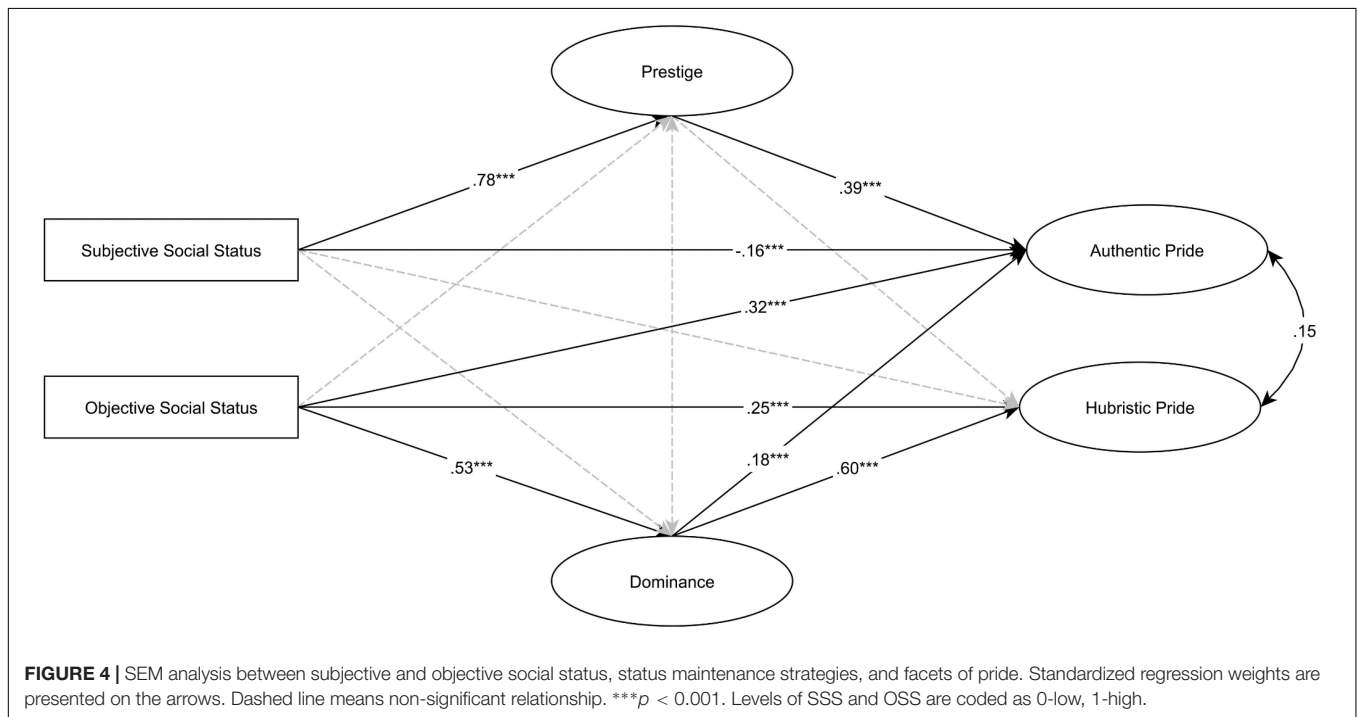 Prestige
.78***
.39***
Subjective Social Status
-.16***
Authentic Pride
.32***
.15
Objective Social Status
.25***
Hubristic Pride
.53***
.18***
.60***
Dominance
FIGURE 4 | SEM analysis between subjective and objective social status, status maintenance strategies, and facets of pride. Standardized regression weights are
presented on the arrows. Dashed line means non-significant relationship. ***p < 0.001. Levels of SSS and OSS are coded as 0-low, 1-high.